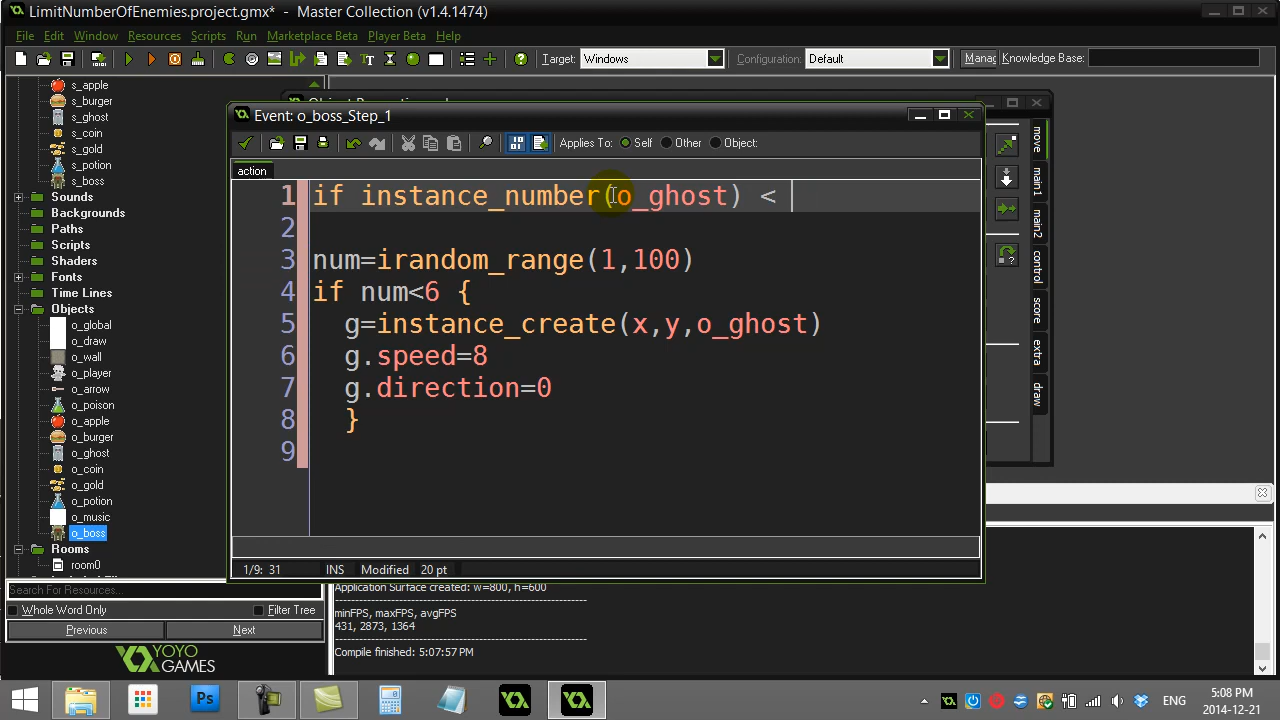 LimitNumberOfEnemies.project.gmx* - Master Collection (v1.4.1474)
File Edit Window Resources Scripts Run Marketplace Beta Player Beta Help
Target: Windows Configuration: Default Manag Knowledge Base:
s_apple
s_burger
s_ghost
s_coin
s_gold
s_potion
s_boss
Sounds
Backgrounds
Paths
Scripts
Shaders
Fonts
Time Lines
Objects
o_global
o_draw
o_wall
o_player
o_arrow
o_poison
o_apple
o_burger
o_ghost
o_coin
o_gold
o_potion
o_music
o_boss
Rooms
room0
Search For Resources...
Whole Word Only Filter Tree
Previous Next
YOYO
GAMES
Event: o_boss_Step_1
Applies To: Self Other Object:
action
1 if instance_number(o_ghost) <
2
3 num=irandom_range(1,100)
4 if num<6 {
5 g=instance_create(x,y,o_ghost)
6 g.speed=8
7 g.direction=0
8 }
9
1/9: 31 INS Modified 20 pt
move
main1
main2
control
score
extra
draw
Application Surface created: w=800, h=600
minFPS, maxFPS, avgFPS
431, 2873, 1364
Compile finished: 5:07:57 PM
Ps
ENG
5:08 PM
2014-12-21